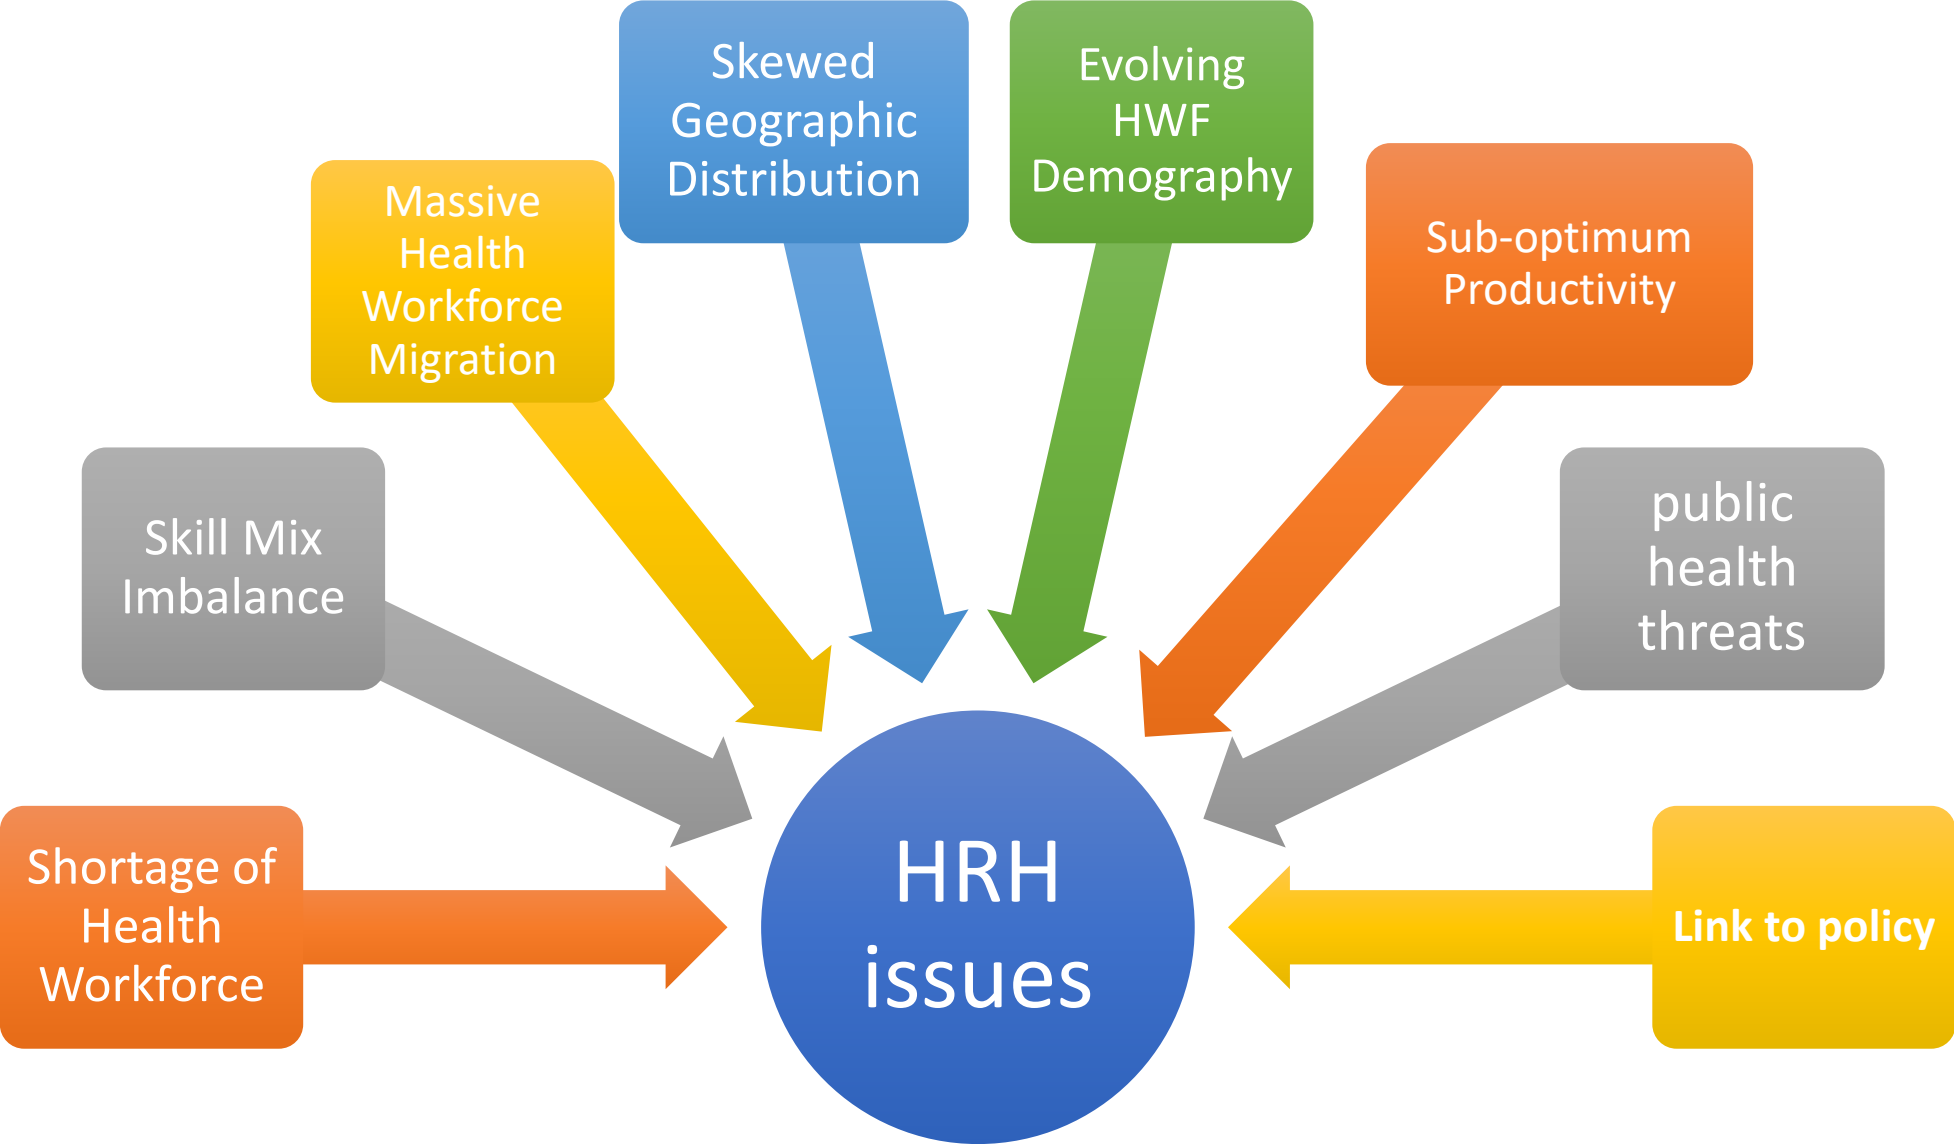 Skewed
Geographic
Distribution
Evolving
HWF
Demography
Massive
Health
Workforce
Migration
Sub-optimum
Productivity
Skill Mix
Imbalance
public
health
threats
Shortage of
Health
Workforce
HRH
issues
Link to policy